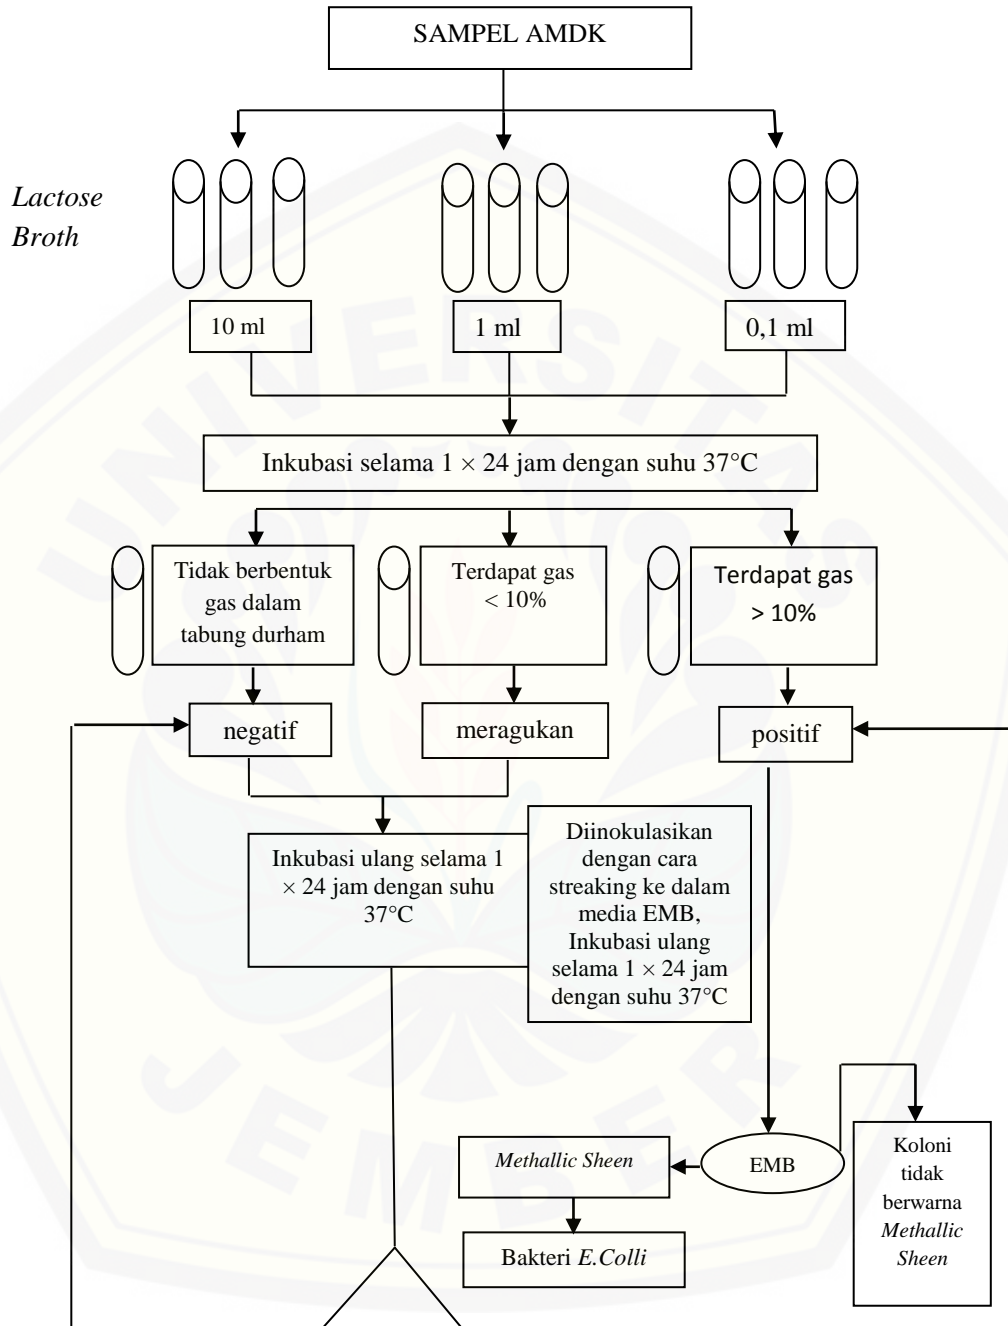 SAMPEL AMDK
Lactose
Broth
10 ml
1 ml
0,1 ml
Inkubasi selama 1 × 24 jam dengan suhu 37°C
Tidak berbentuk
gas dalam
tabung durham
Terdapat gas
< 10%
Terdapat gas
> 10%
negatif
meragukan
positif
Inkubasi ulang selama 1
× 24 jam dengan suhu
37°C
Diinokulasikan
dengan cara
streaking ke dalam
media EMB,
Inkubasi ulang
selama 1 × 24 jam
dengan suhu 37°C
Methallic Sheen
EMB
Koloni
tidak
berwarna
Methallic
Sheen
Bakteri E.Colli
UNIVERSITAS
JEMBER